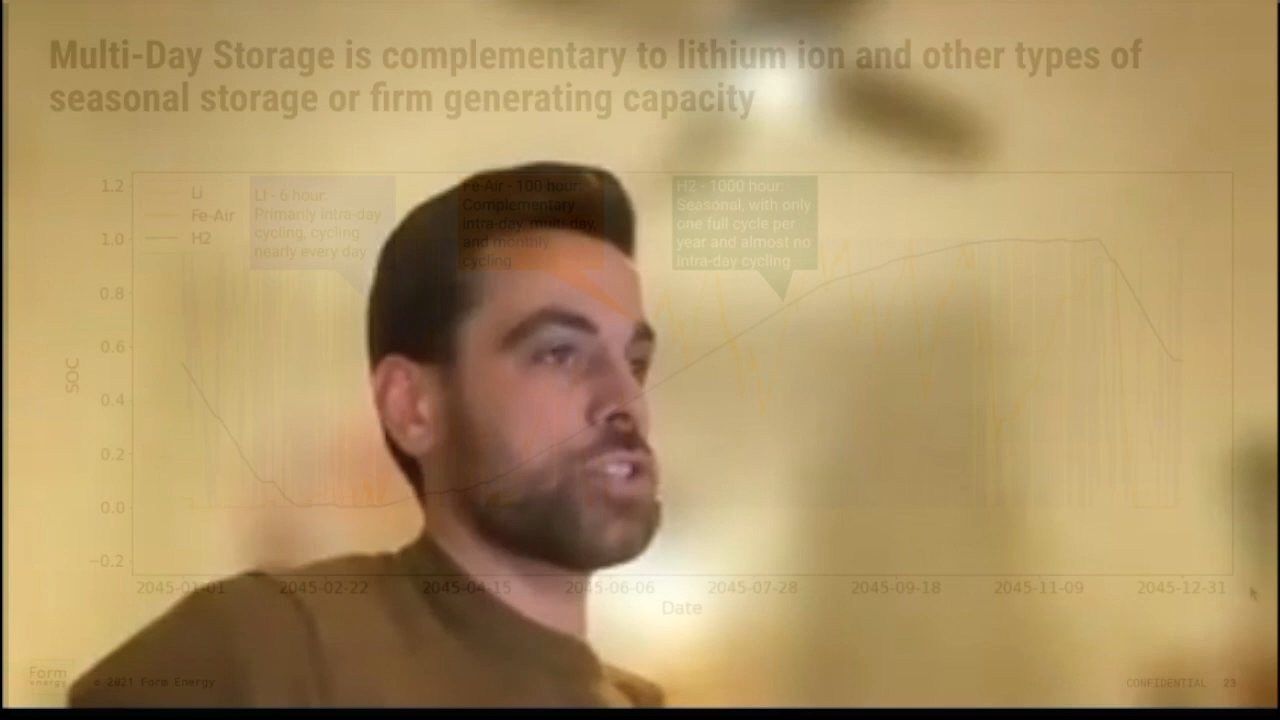 Multi-Day Storage is complementary to lithium ion and other types of
seasonal storage or firm generating capacity
1.2
1.0
0.8
0.6
0.4
0.2
0.0
−0.2
SOC
Li
Fe-Air
H2
LI - 6 hour:
Primarily intra-day
cycling, cycling
nearly every day
Fe-Air - 100 hour:
Complementary
intra-day, multi-day,
and monthly
cycling
H2 - 1000 hour:
Seasonal, with only
one full cycle per
year and almost no
intra-day cycling
2045-01-01 2045-02-22 2045-04-15 2045-06-06 2045-07-28 2045-09-18 2045-11-09 2045-12-31
Date
Form
energy
© 2021 Form Energy
CONFIDENTIAL 23